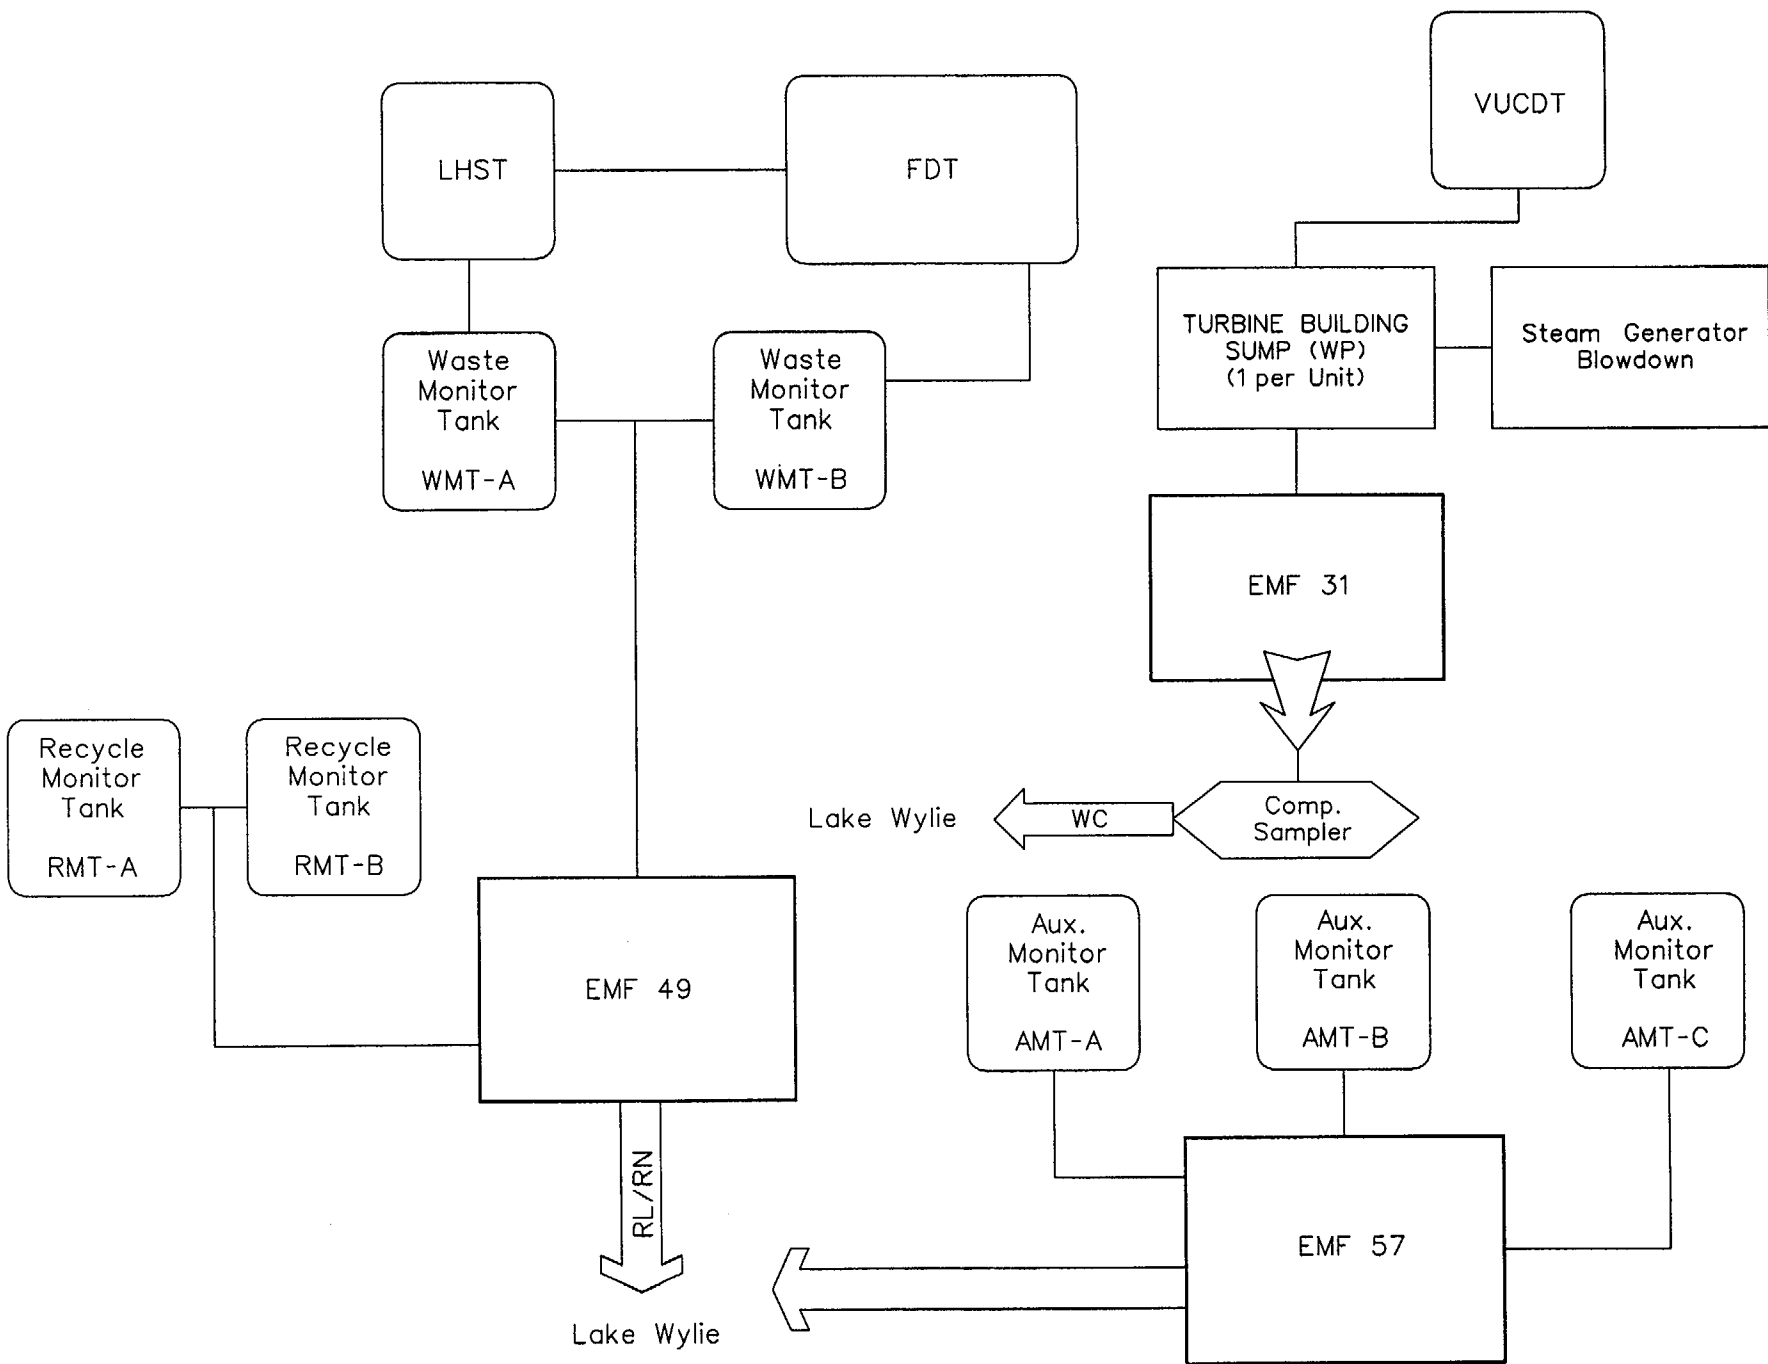 VUCDT
LHST
FDT
TURBINE BUILDING
SUMP (WP)
(1 per Unit)
Steam Generator
Blowdown
Waste
Monitor
Tank
WMT-A
Waste
Monitor
Tank
WMT-B
EMF 31
Recycle
Monitor
Tank
RMT-A
Recycle
Monitor
Tank
RMT-B
Lake Wylie
WC
Comp.
Sampler
EMF 49
Aux.
Monitor
Tank
AMT-A
Aux.
Monitor
Tank
AMT-B
Aux.
Monitor
Tank
AMT-C
RL/RN
EMF 57
Lake Wylie